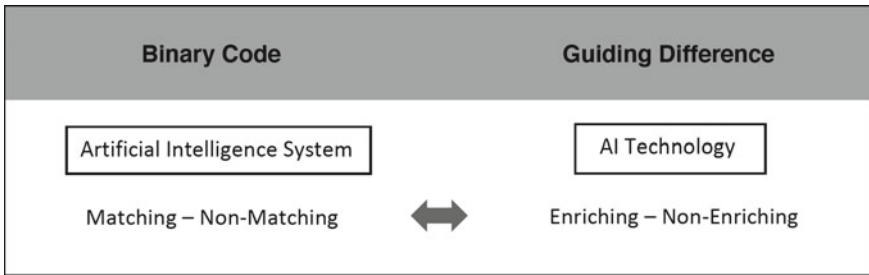 Binary Code
Guiding Difference
Artificial Intelligence System
AI Technology
Matching – Non-Matching
Enriching – Non-Enriching